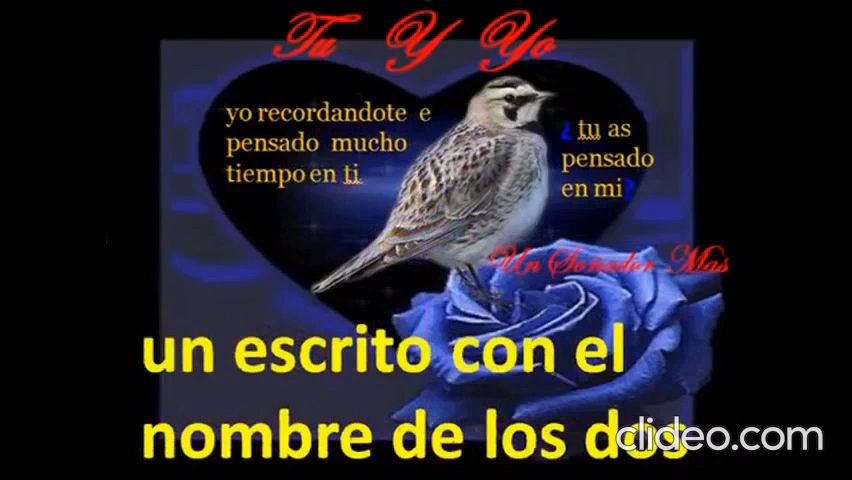 Tu Y Yo
yo recordandote e
pensado mucho
tiempo en ti
¿ tu as
pensado
en mi?
Un Soñador Mas
un escrito con el
nombre de los dos
clideo.com